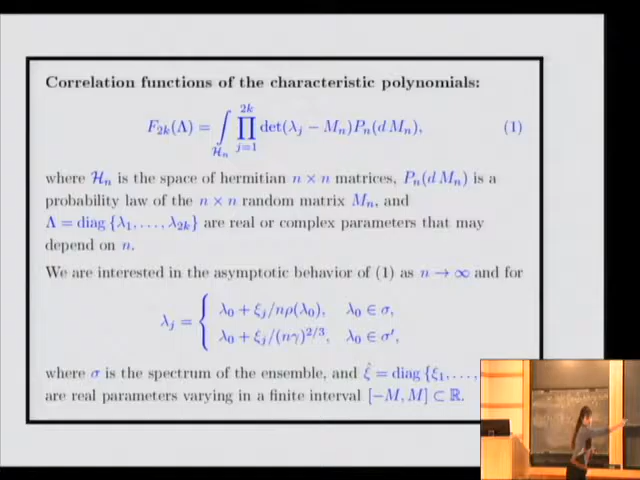 Correlation functions of the characteristic polynomials:
F_{2k}(Λ) = ∫_{ℋ_n} ∏_{j=1}^{2k} det(λ_j − M_n)P_n(d M_n), (1)
where ℋ_n is the space of hermitian n × n matrices, P_n(d M_n) is a
probability law of the n × n random matrix M_n, and
Λ = diag {λ_1, . . . , λ_{2k}} are real or complex parameters that may
depend on n.
We are interested in the asymptotic behavior of (1) as n → ∞ and for
λ_j = { λ_0 + ξ_j/nρ(λ_0), λ_0 ∈ σ,
λ_0 + ξ_j/(nγ)^{2/3}, λ_0 ∈ σ′,
where σ is the spectrum of the ensemble, and ξ̂ = diag {ξ_1, . . . ,
are real parameters varying in a finite interval [−M, M] ⊂ ℝ.